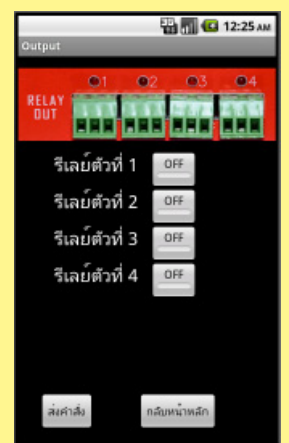 12:25 AM
Output
1 2 3 4
RELAY
OUT
รีเลย์ตัวที่ 1 OFF
รีเลย์ตัวที่ 2 OFF
รีเลย์ตัวที่ 3 OFF
รีเลย์ตัวที่ 4 OFF
ส่งคำสั่ง กลับหน้าหลัก